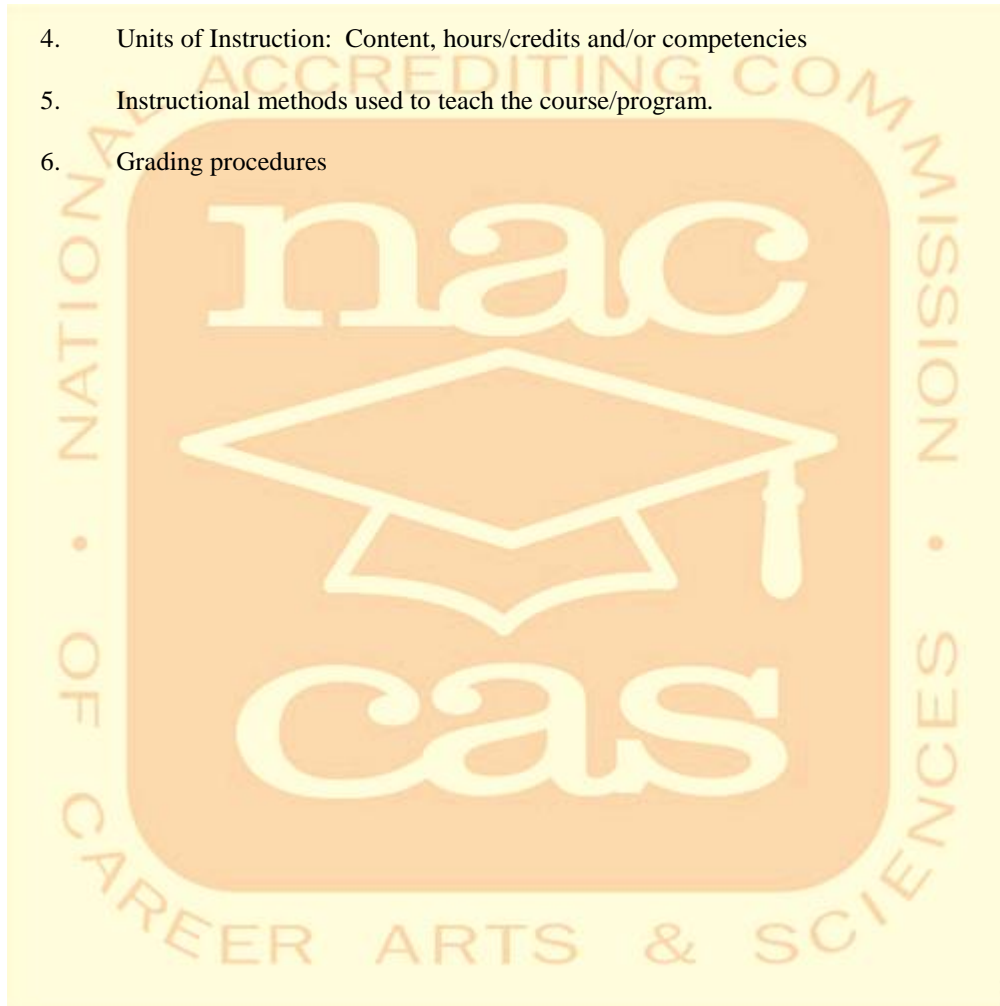 4. Units of Instruction: Content, hours/credits and/or competencies
5. Instructional methods used to teach the course/program.
6. Grading procedures
NATIONAL ACCREDITING COMMISSION
nac
cas
• OF CAREER ARTS & SCIENCES •